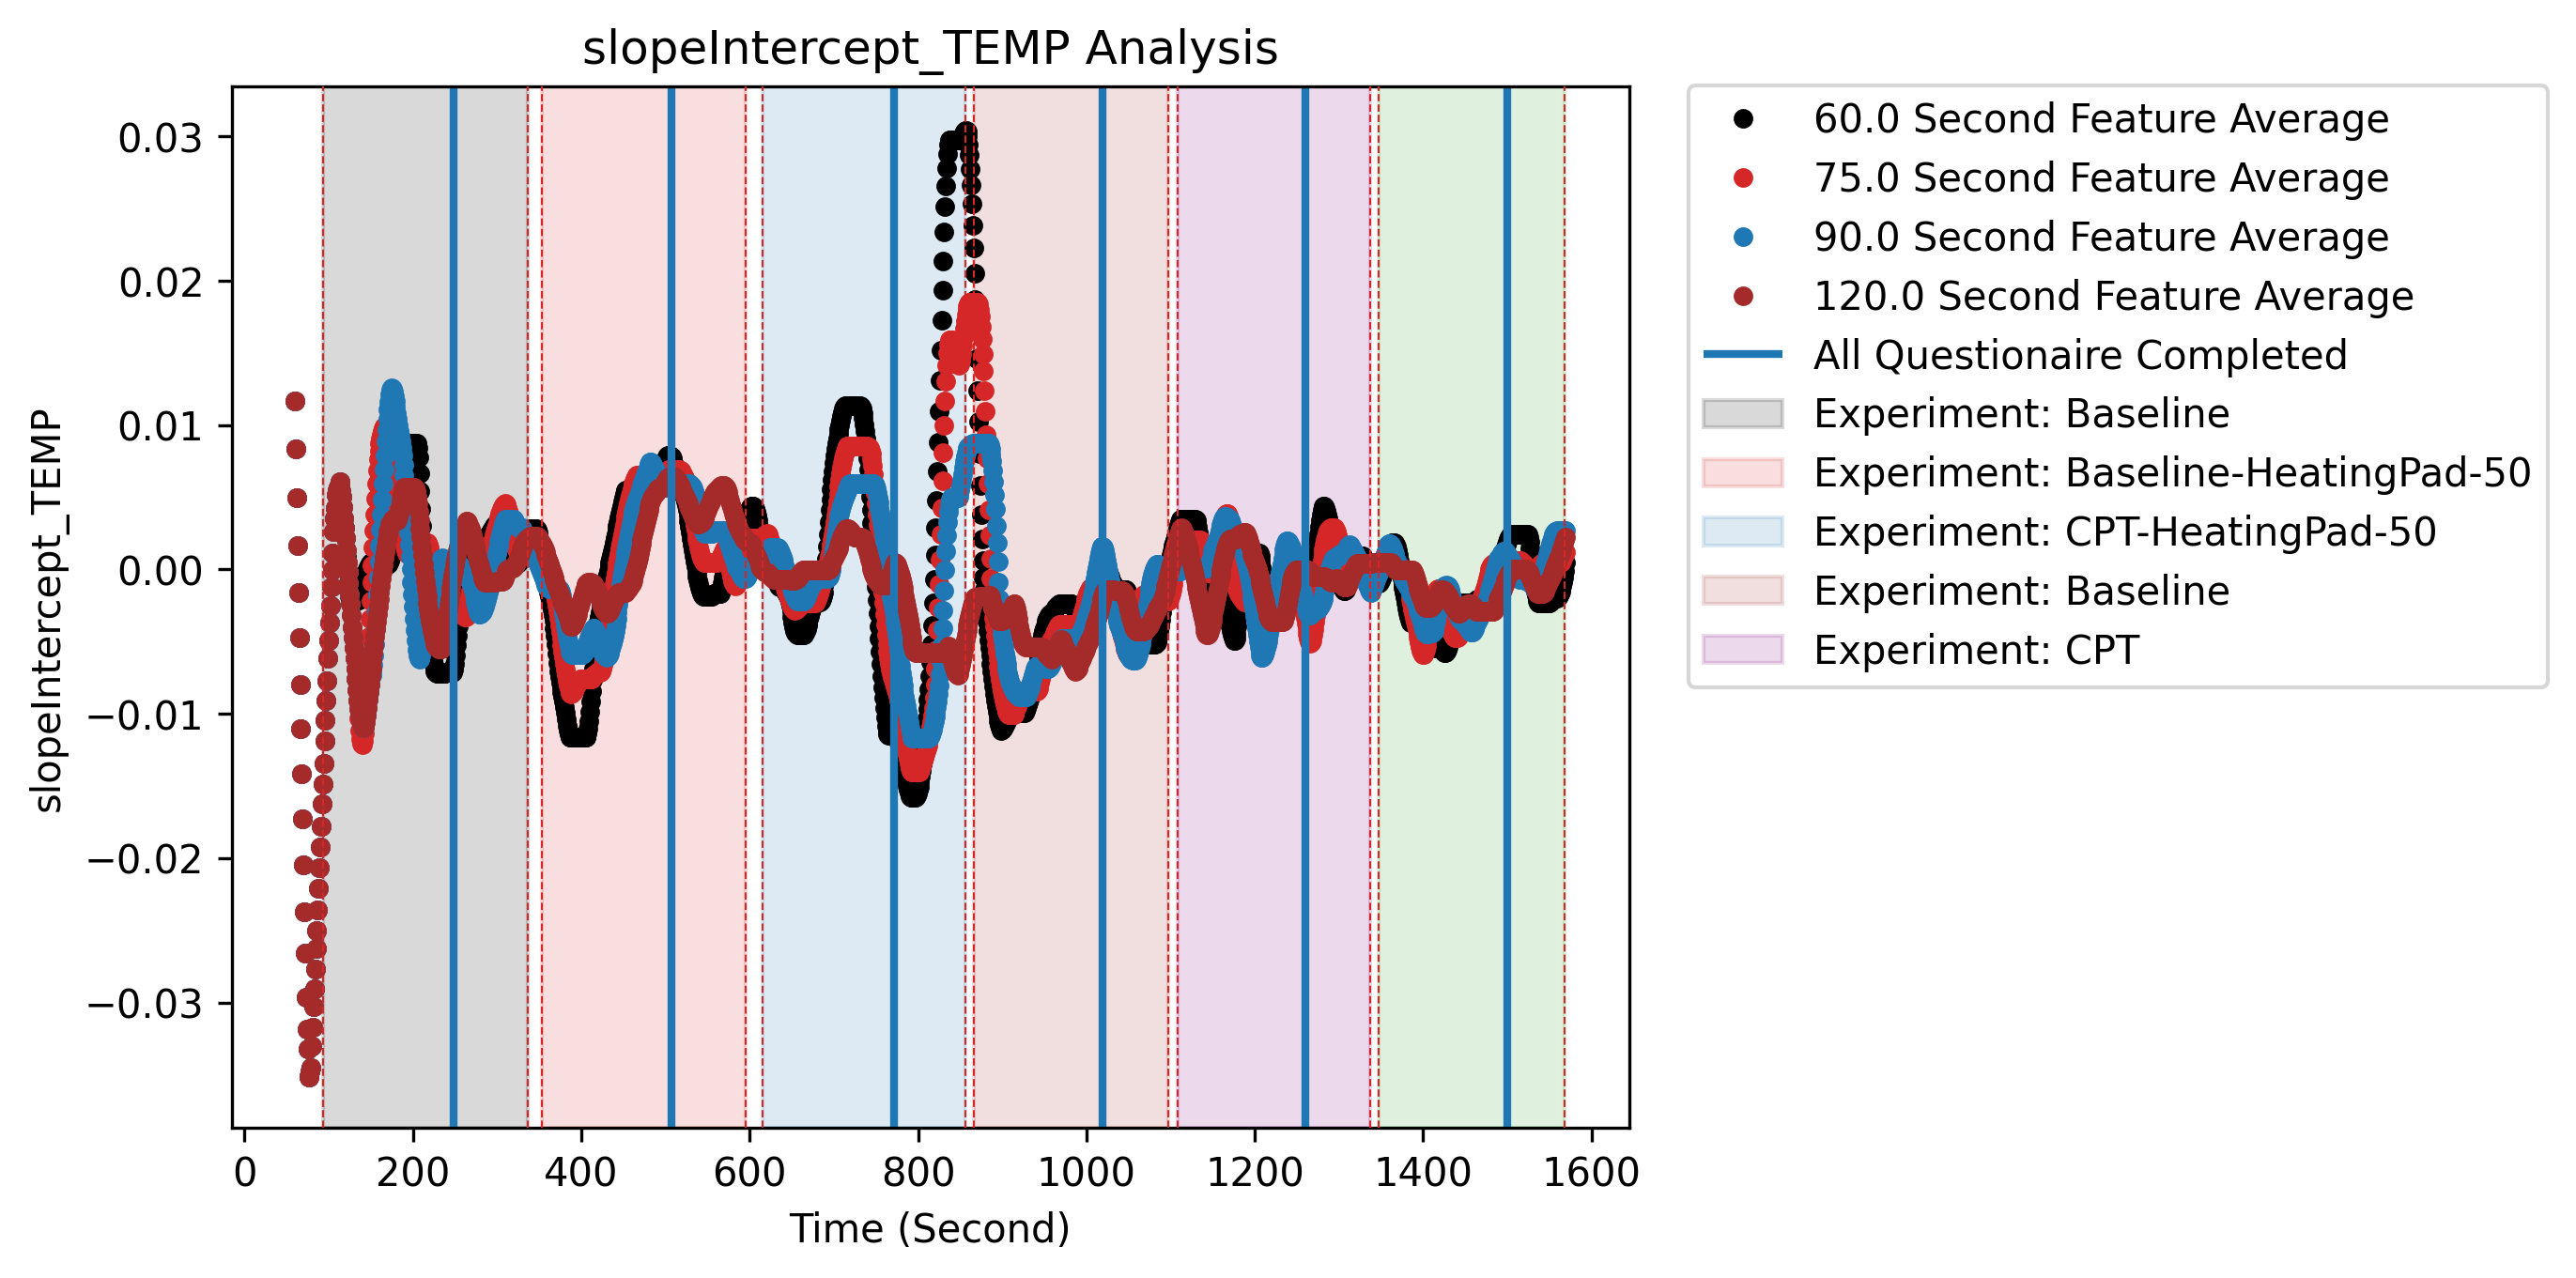 slopeIntercept_TEMP Analysis
0.03
0.02
0.01
0.00
−0.01
−0.02
−0.03
slopeIntercept_TEMP
0 200 400 600 800 1000 1200 1400 1600
Time (Second)
60.0 Second Feature Average
75.0 Second Feature Average
90.0 Second Feature Average
120.0 Second Feature Average
All Questionaire Completed
Experiment: Baseline
Experiment: Baseline-HeatingPad-50
Experiment: CPT-HeatingPad-50
Experiment: Baseline
Experiment: CPT